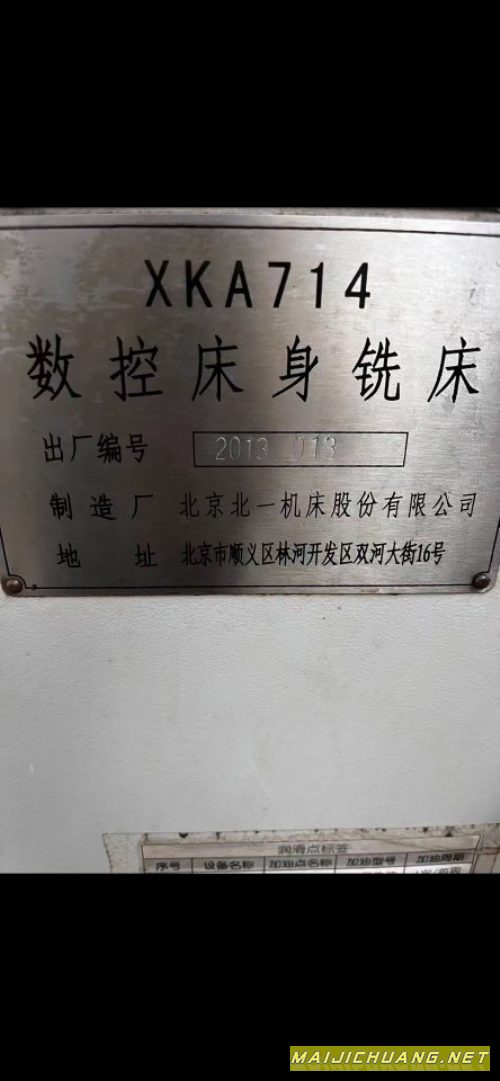 XKA714
数控床身铣床
出厂编号 2013 013
制造厂 北京北一机床股份有限公司
地址 北京市顺义区林河开发区双河大街16号
润滑点标签
序号 设备名称 加油点名称 加油型号 加油周期
MAIJICHUANG.NET